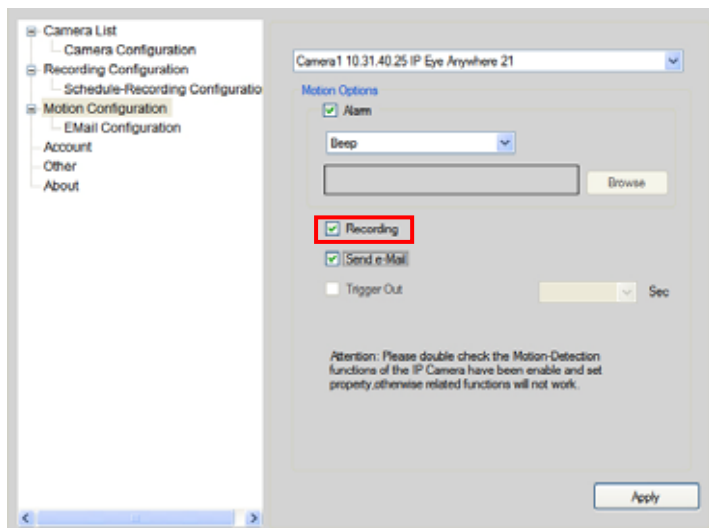 Camera List
Camera Configuration
Recording Configuration
Schedule-Recording Configuratio
Motion Configuration
EMail Configuration
Account
Other
About
Camera1 10.31.40.25 IP Eye Anywhere 21
Motion Options
Alarm
Beep
Browse
Recording
Send e-Mail
Trigger Out
Sec
Attention: Please double check the Motion-Detection
functions of the IP Camera have been enable and set
property,otherwise related functions will not work.
Apply